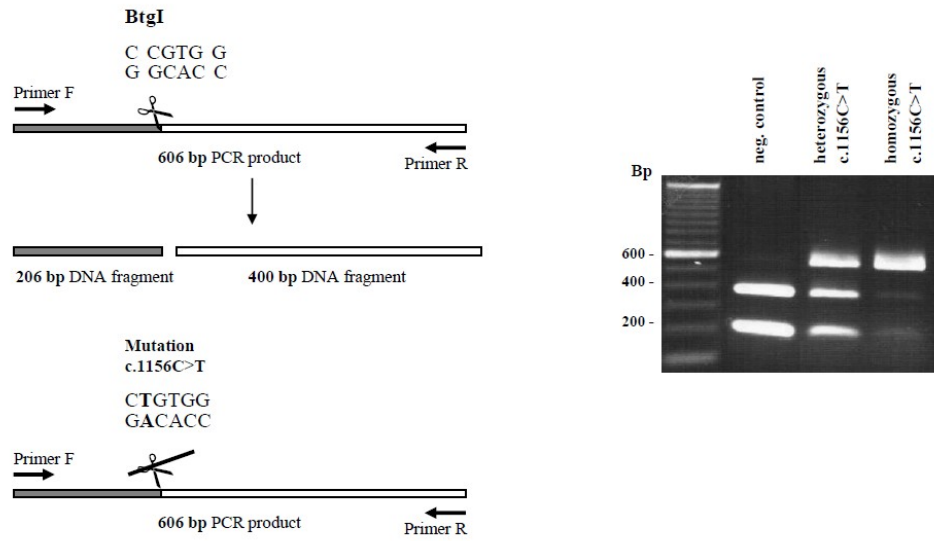 BtgI
C CGTG G
G GCAC C
Primer F
606 bp PCR product
Primer R
206 bp DNA fragment
400 bp DNA fragment
Mutation
c.1156C>T
CTGTGG
GACACC
Primer F
606 bp PCR product
Primer R
neg. control
heterozygous
c.1156C>T
homozygous
c.1156C>T
Bp
600 -
400 -
200 -